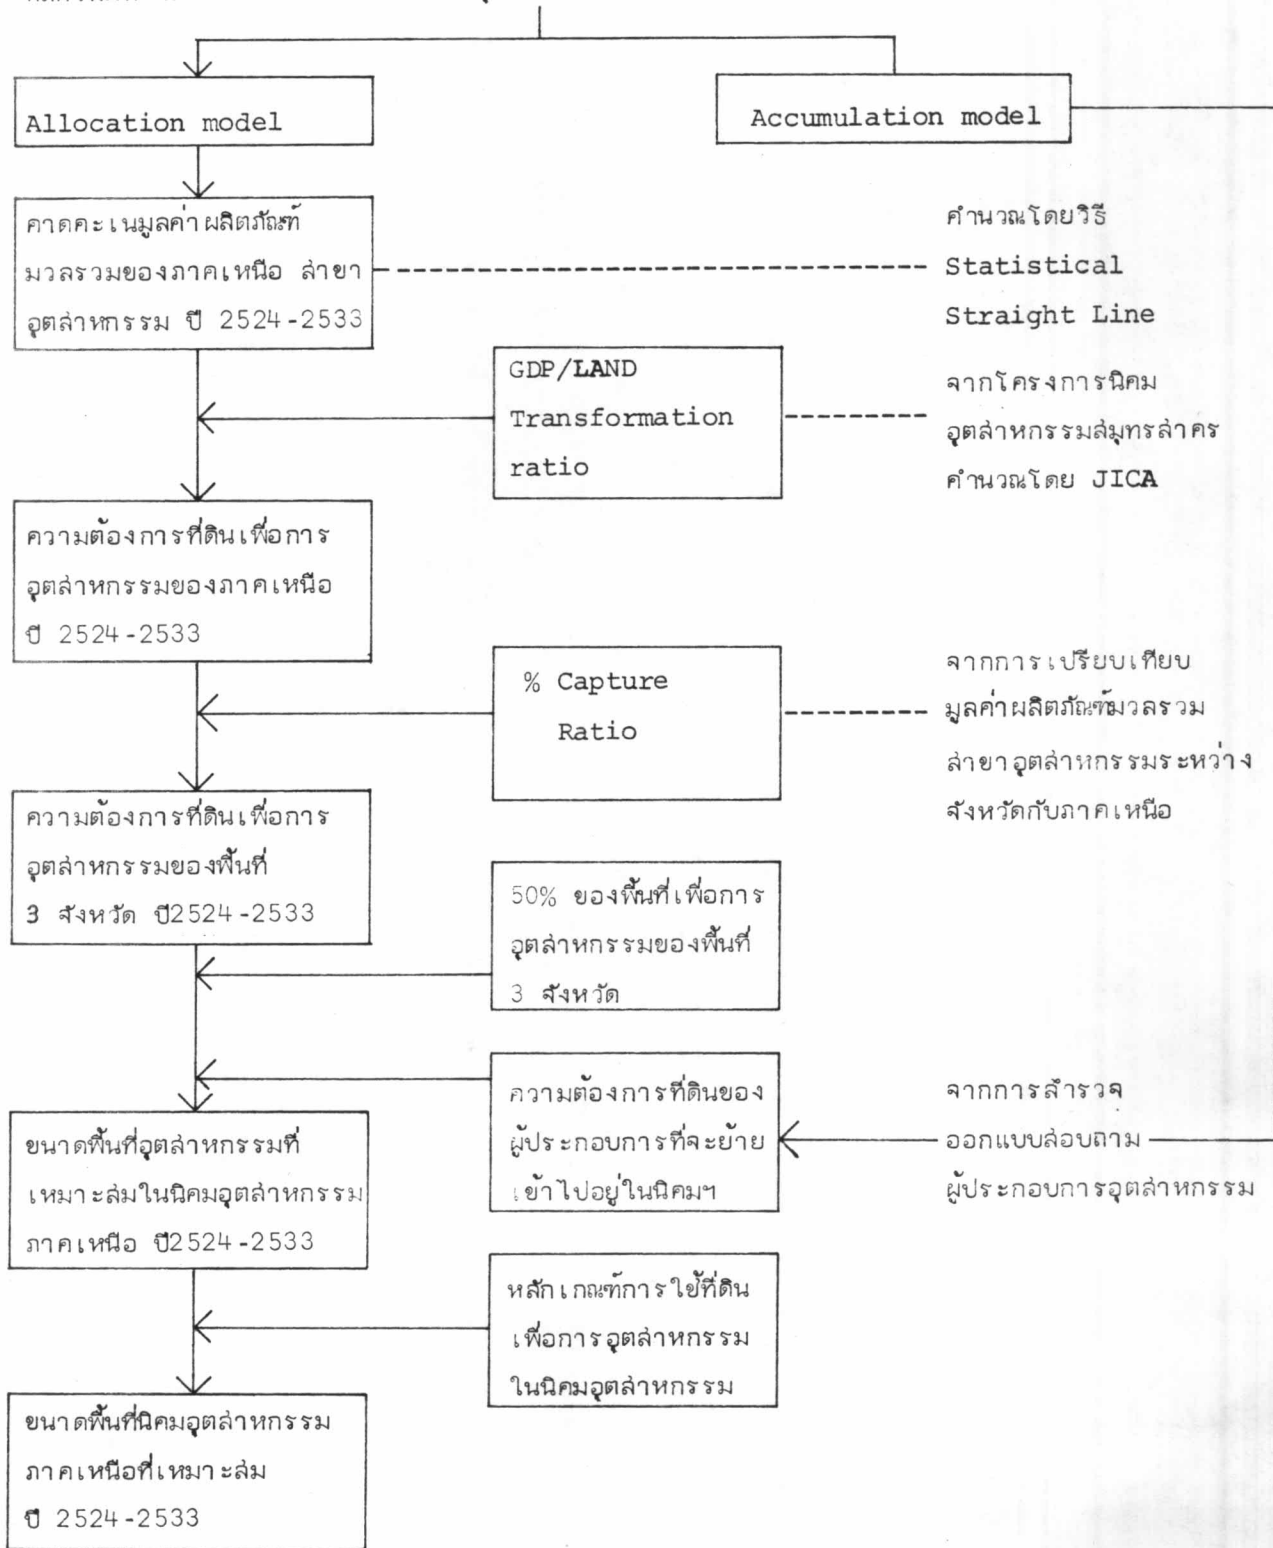 Allocation model
Accumulation model
คาดคะเนมูลค่าผลิตภัณฑ์
มวลรวมของภาคเหนือ สาขา
อุตสาหกรรม ปี 2524-2533
คำนวณโดยวิธี
Statistical
Straight Line
GDP/LAND
Transformation
ratio
จากโครงการนิคม
อุตสาหกรรมสมุทรสาคร
คำนวณโดย JICA
ความต้องการที่ดินเพื่อการ
อุตสาหกรรมของภาคเหนือ
ปี 2524-2533
% Capture
Ratio
จากการเปรียบเทียบ
มูลค่าผลิตภัณฑ์มวลรวม
สาขาอุตสาหกรรมระหว่าง
จังหวัดกับภาคเหนือ
ความต้องการที่ดินเพื่อการ
อุตสาหกรรมของพื้นที่
3 จังหวัด ปี2524-2533
50% ของพื้นที่เพื่อการ
อุตสาหกรรมของพื้นที่
3 จังหวัด
ความต้องการที่ดินของ
ผู้ประกอบการที่จะย้าย
เข้าไปอยู่ในนิคมฯ
จากการสำรวจ
ออกแบบสอบถาม
ผู้ประกอบการอุตสาหกรรม
ขนาดพื้นที่อุตสาหกรรมที่
เหมาะสมในนิคมอุตสาหกรรม
ภาคเหนือ ปี2524-2533
หลักเกณฑ์การใช้ที่ดิน
เพื่อการอุตสาหกรรม
ในนิคมอุตสาหกรรม
ขนาดพื้นที่นิคมอุตสาหกรรม
ภาคเหนือที่เหมาะสม
ปี 2524-2533